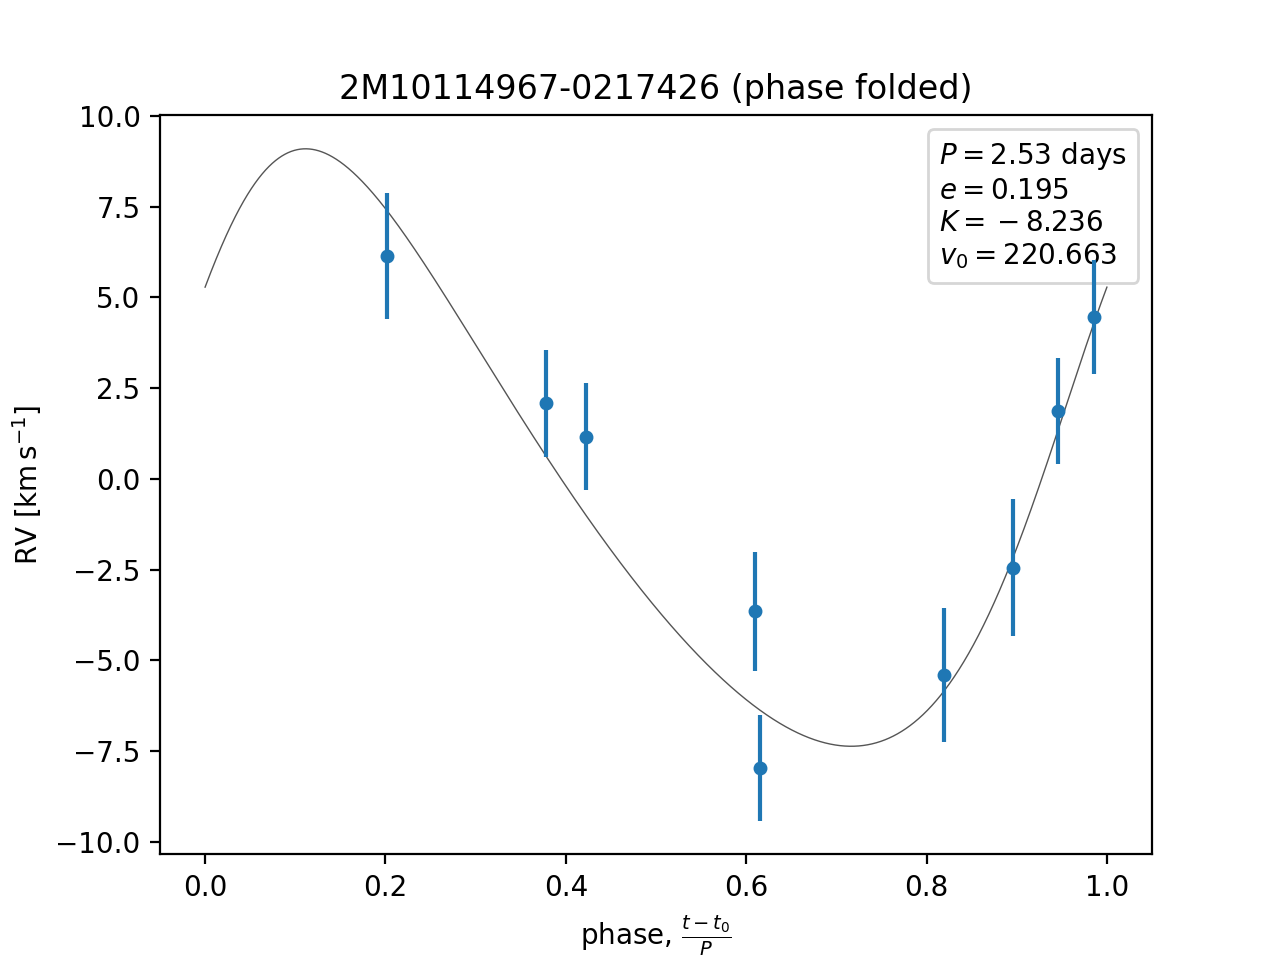 2M10114967-0217426 (phase folded)
P = 2.53 days
e = 0.195
K = −8.236
v₀ = 220.663
RV [km s⁻¹]
10.0
7.5
5.0
2.5
0.0
−2.5
−5.0
−7.5
−10.0
0.0 0.2 0.4 0.6 0.8 1.0
phase, (t − t₀)/P